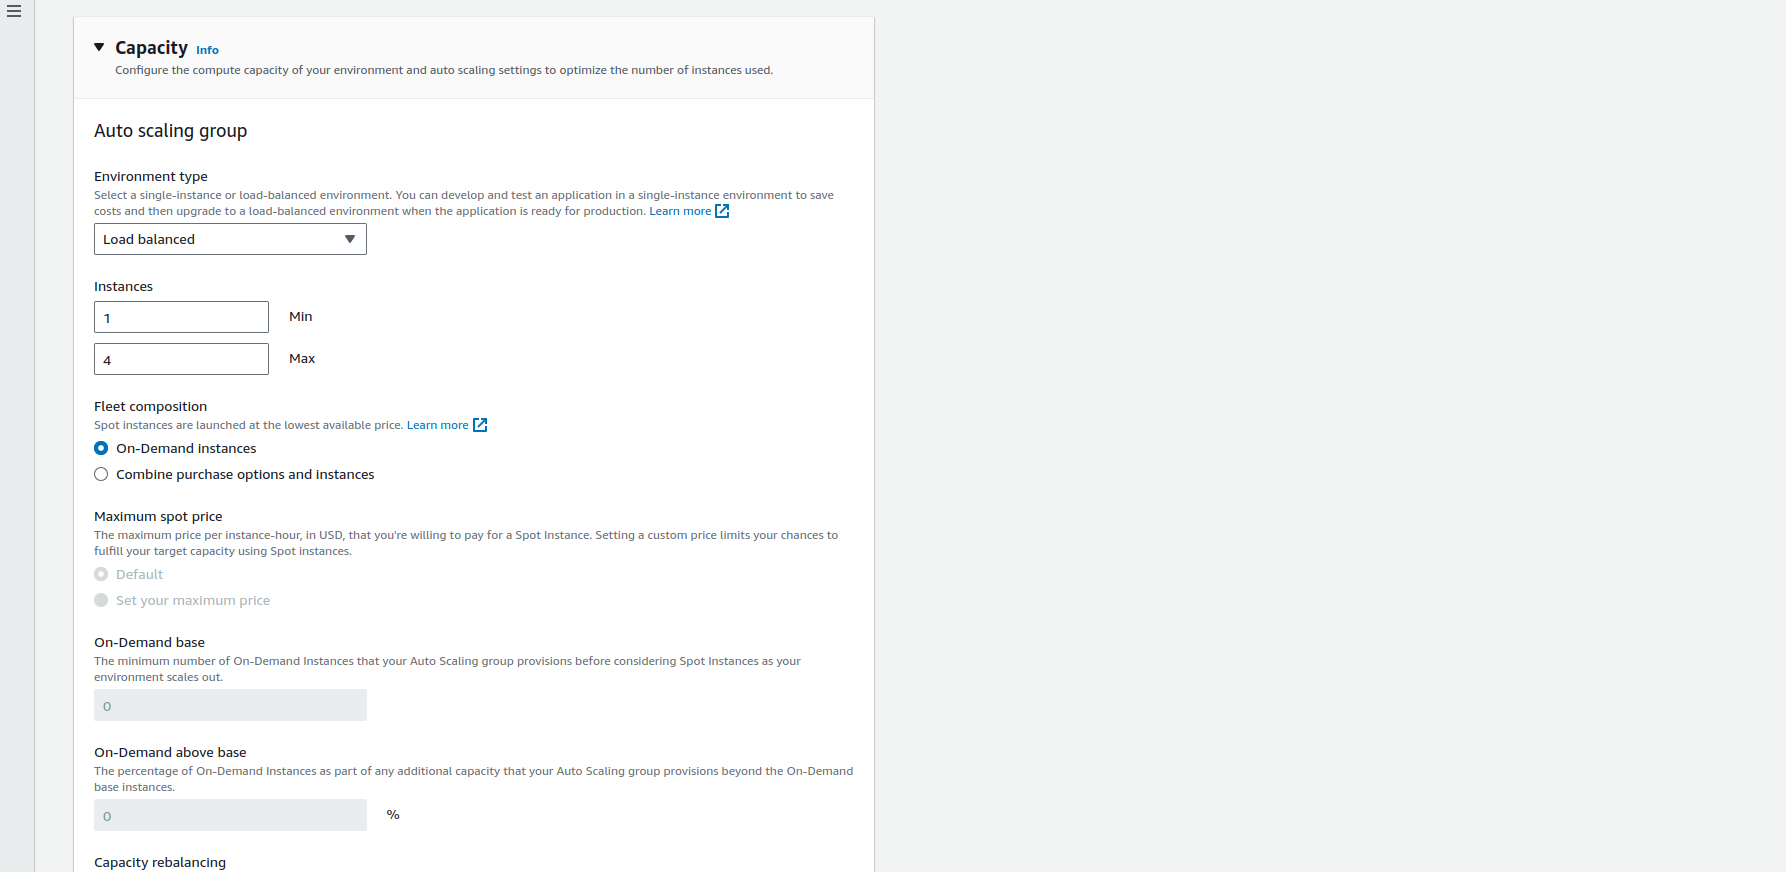 Capacity Info
Configure the compute capacity of your environment and auto scaling settings to optimize the number of instances used.
Auto scaling group
Environment type
Select a single-instance or load-balanced environment. You can develop and test an application in a single-instance environment to save
costs and then upgrade to a load-balanced environment when the application is ready for production. Learn more
Load balanced
Instances
1 Min
4 Max
Fleet composition
Spot instances are launched at the lowest available price. Learn more
On-Demand instances
Combine purchase options and instances
Maximum spot price
The maximum price per instance-hour, in USD, that you're willing to pay for a Spot Instance. Setting a custom price limits your chances to
fulfill your target capacity using Spot instances.
Default
Set your maximum price
On-Demand base
The minimum number of On-Demand Instances that your Auto Scaling group provisions before considering Spot Instances as your
environment scales out.
0
On-Demand above base
The percentage of On-Demand Instances as part of any additional capacity that your Auto Scaling group provisions beyond the On-Demand
base instances.
0 %
Capacity rebalancing